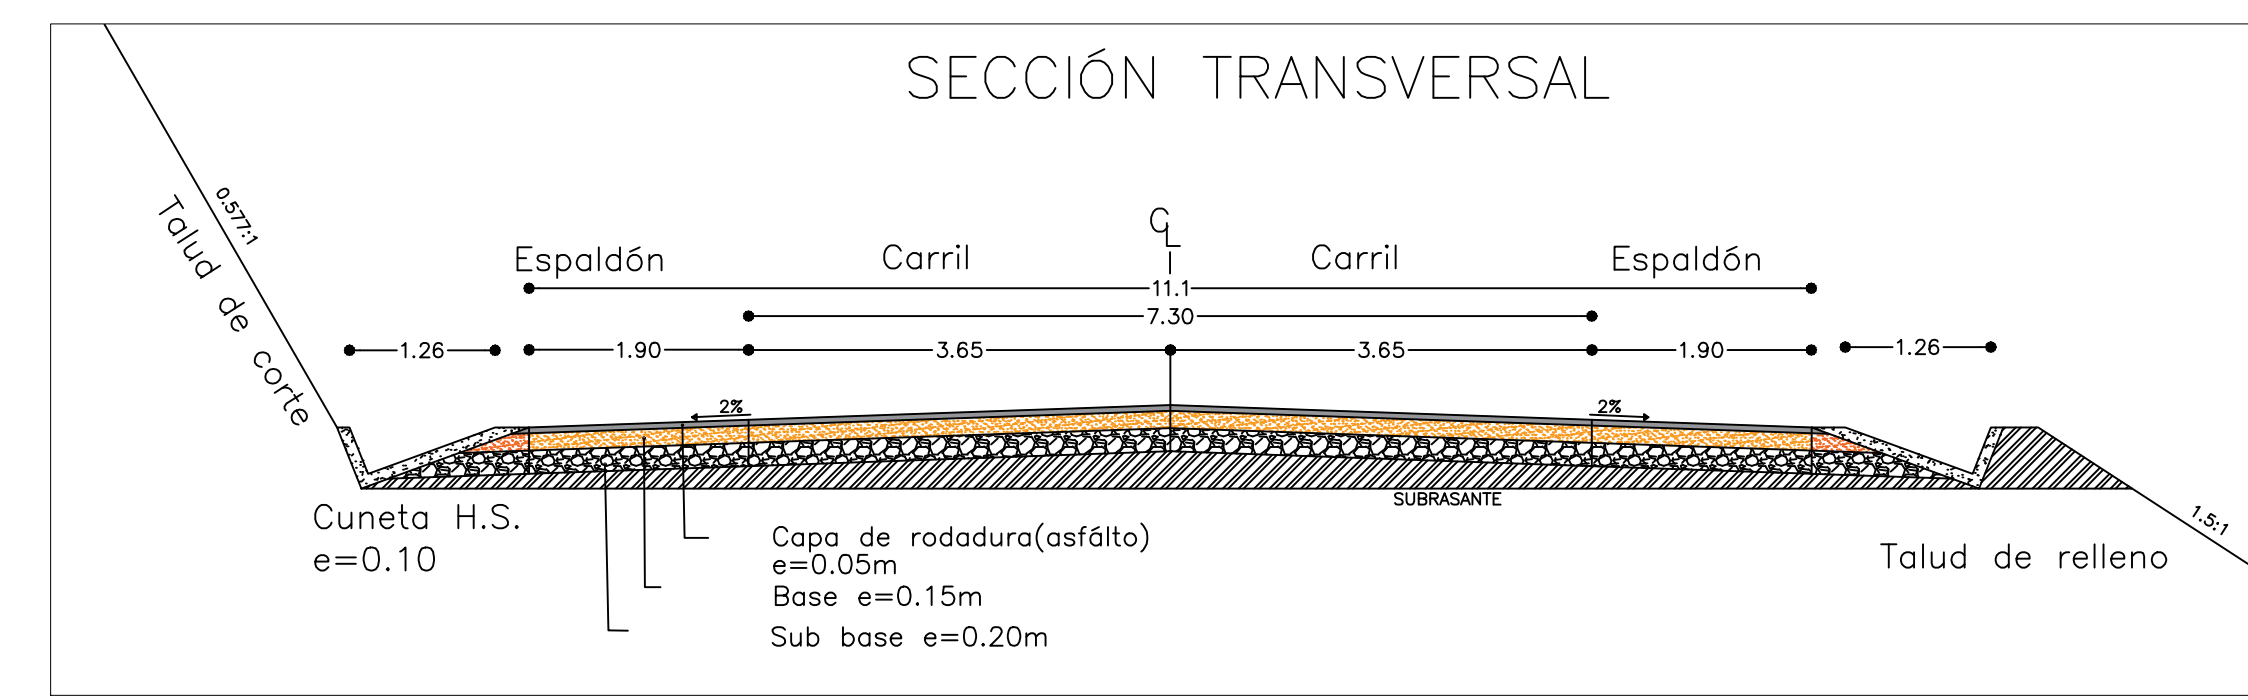 SECCIÓN TRANSVERSAL
0.577:1
Talud de corte
CL
Espaldón Carril Carril Espaldón
11.1
7.30
1.26 1.90 3.65 3.65 1.90 1.26
2% 2%
SUBRASANTE
Cuneta H.S.
e=0.10
Capa de rodadura(asfálto)
e=0.05m
Base e=0.15m
Sub base e=0.20m
1.5:1
Talud de relleno